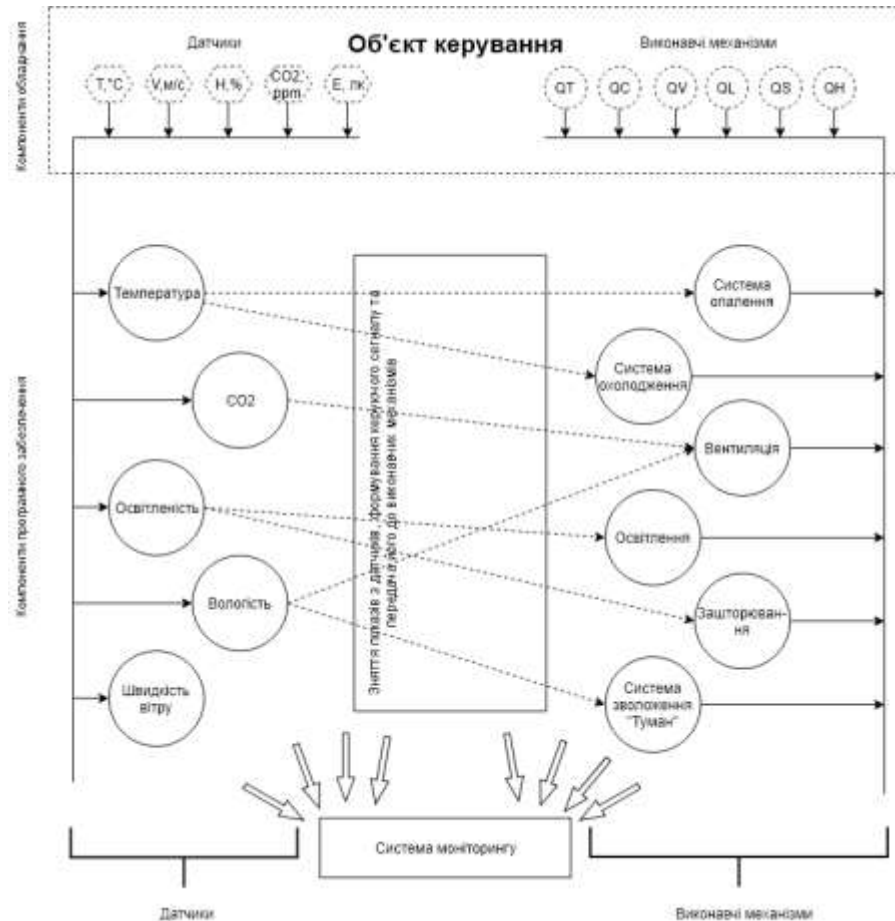 Компоненти обладнання
Датчики
Об'єкт керування
Виконавчі механізми
T,°C
V,м/с
H,%
CO2,
ppm
E, лк
QT
QC
QV
QL
QS
QH
Компоненти програмного забезпечення
Температура
CO2
Освітленість
Вологість
Швидкість
вітру
Зняття показів з датчиків, формування керуючого сегналу та
передача його до виконавчих механізмів
Система
опалення
Система
охолодження
Вентиляція
Освітлення
Зашторюван-
ня
Система
зволоження
"Туман"
Система моніторингу
Датчики
Виконавчі механізми